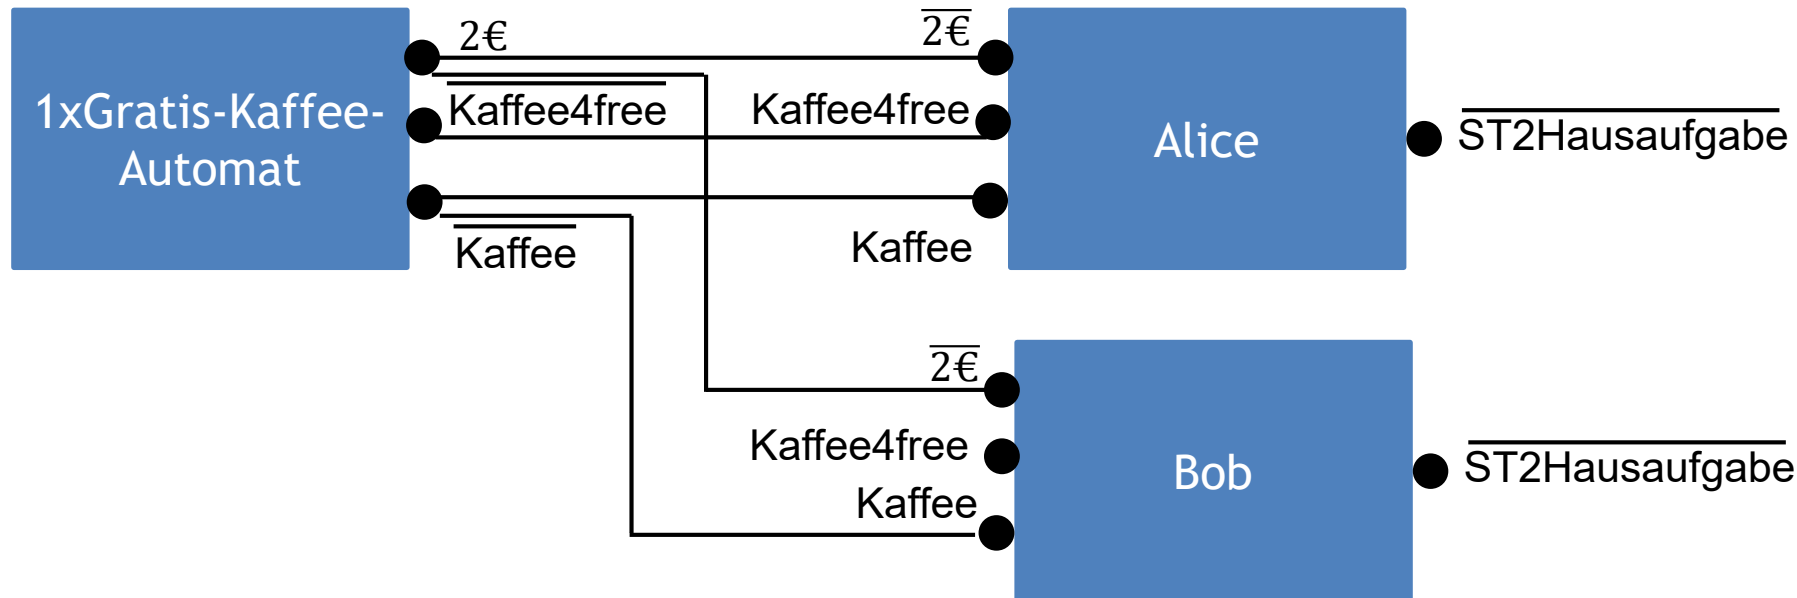 1xGratis-Kaffee-
Automat
2€
Kaffee4free
Kaffee
2€
Kaffee4free
Kaffee
Alice
ST2Hausaufgabe
2€
Kaffee4free
Kaffee
Bob
ST2Hausaufgabe